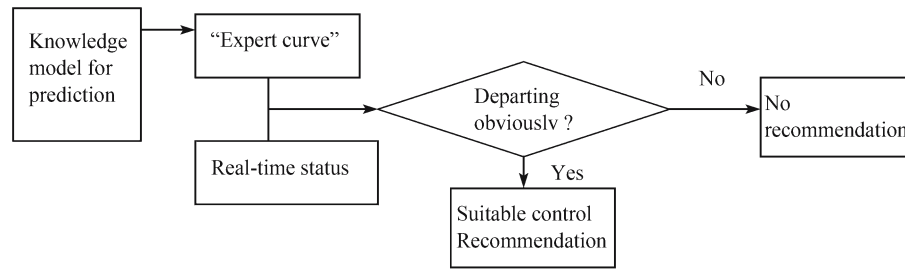 Knowledge
model for
prediction
“Expert curve”
Real-time status
Departing
obviouslv ?
No
No
recommendation
Yes
Suitable control
Recommendation